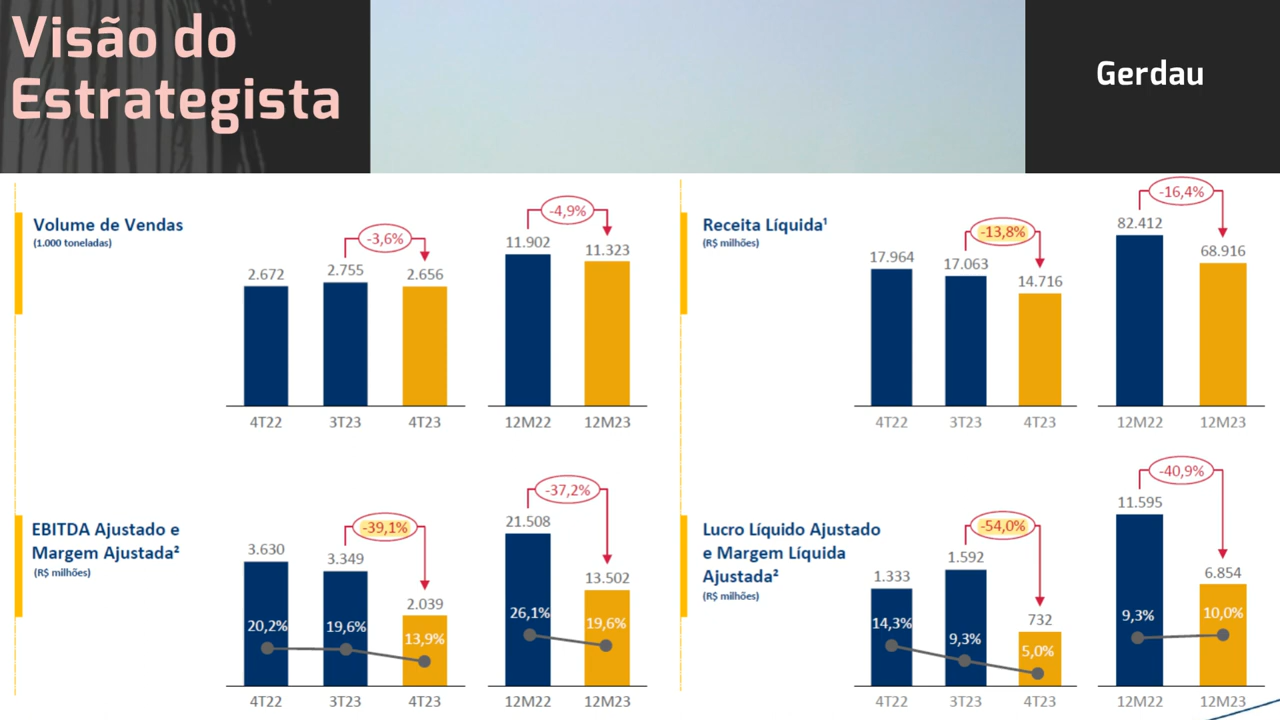 Visão do
Estrategista
Gerdau
Volume de Vendas
(1.000 toneladas)
-3,6%
-4,9%
2.672
2.755
2.656
11.902
11.323
4T22
3T23
4T23
12M22
12M23
Receita Líquida¹
(R$ milhões)
-13,8%
-16,4%
17.964
17.063
14.716
82.412
68.916
4T22
3T23
4T23
12M22
12M23
EBITDA Ajustado e
Margem Ajustada²
(R$ milhões)
-39,1%
-37,2%
3.630
3.349
2.039
21.508
13.502
20,2%
19,6%
13,9%
26,1%
19,6%
4T22
3T23
4T23
12M22
12M23
Lucro Líquido Ajustado
e Margem Líquida
Ajustada²
(R$ milhões)
-54,0%
-40,9%
1.333
1.592
732
11.595
6.854
14,3%
9,3%
5,0%
9,3%
10,0%
4T22
3T23
4T23
12M22
12M23